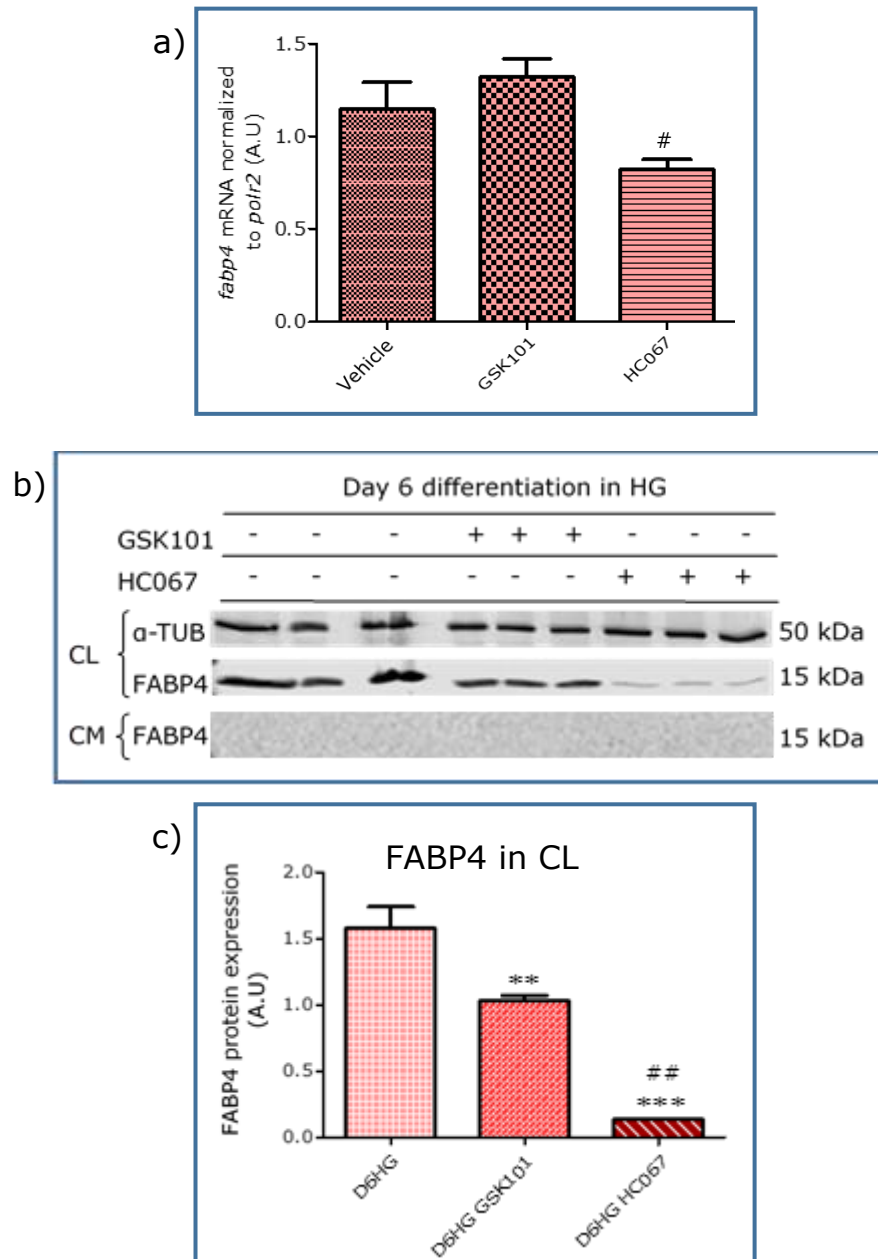 a)
fabp4 mRNA normalized
to polr2 (A.U)
1.5
1.0
0.5
0.0
#
Vehicle
GSK101
HC067
b)
Day 6 differentiation in HG
GSK101 - - - + + + - - -
HC067 - - - - - - + + +
CL { α-TUB 50 kDa
FABP4 15 kDa
CM { FABP4 15 kDa
c)
FABP4 in CL
FABP4 protein expression
(A.U)
2.0
1.5
1.0
0.5
0.0
**
##
***
D6HG
D6HG GSK101
D6HG HC067